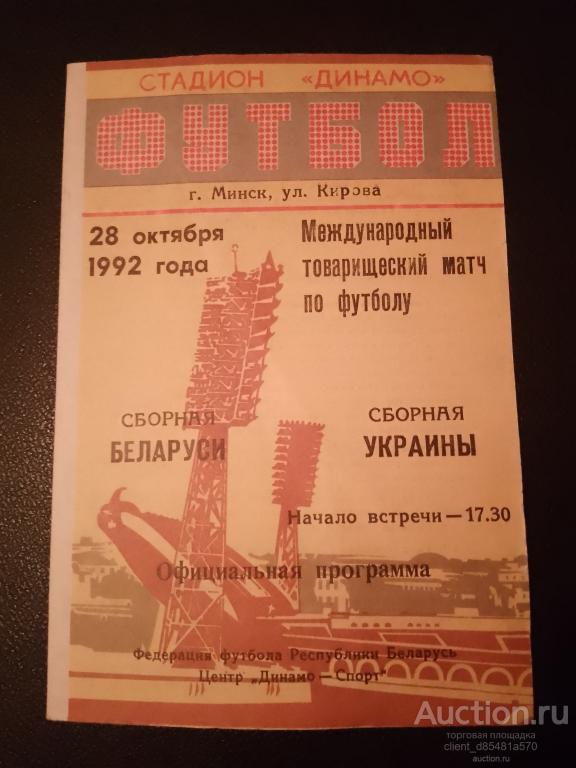 СТАДИОН «ДИНАМО»
ФУТБОЛ
г. Минск, ул. Кирова
28 октября
1992 года
Международный
товарищеский матч
по футболу
СБОРНАЯ
БЕЛАРУСИ
СБОРНАЯ
УКРАИНЫ
Начало встречи — 17.30
Официальная программа
Федерация футбола Республики Беларусь
Центр „Динамо — Спорт"
Auction.ru
торговая площадка
client_d85481a570
auction.ru